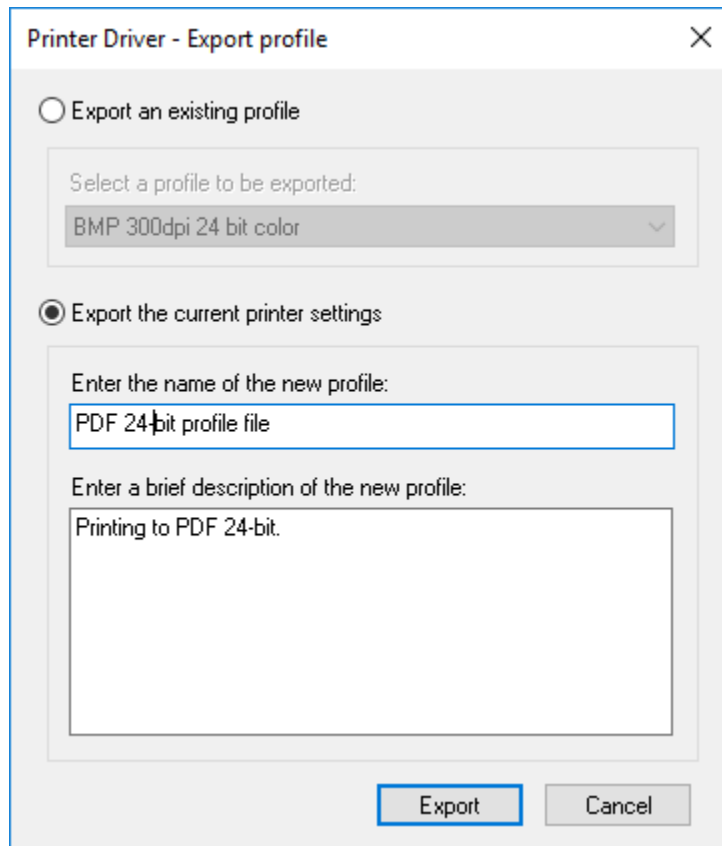 Printer Driver - Export profile
Export an existing profile
Select a profile to be exported:
BMP 300dpi 24 bit color
Export the current printer settings
Enter the name of the new profile:
PDF 24-bit profile file
Enter a brief description of the new profile:
Printing to PDF 24-bit.
Export
Cancel